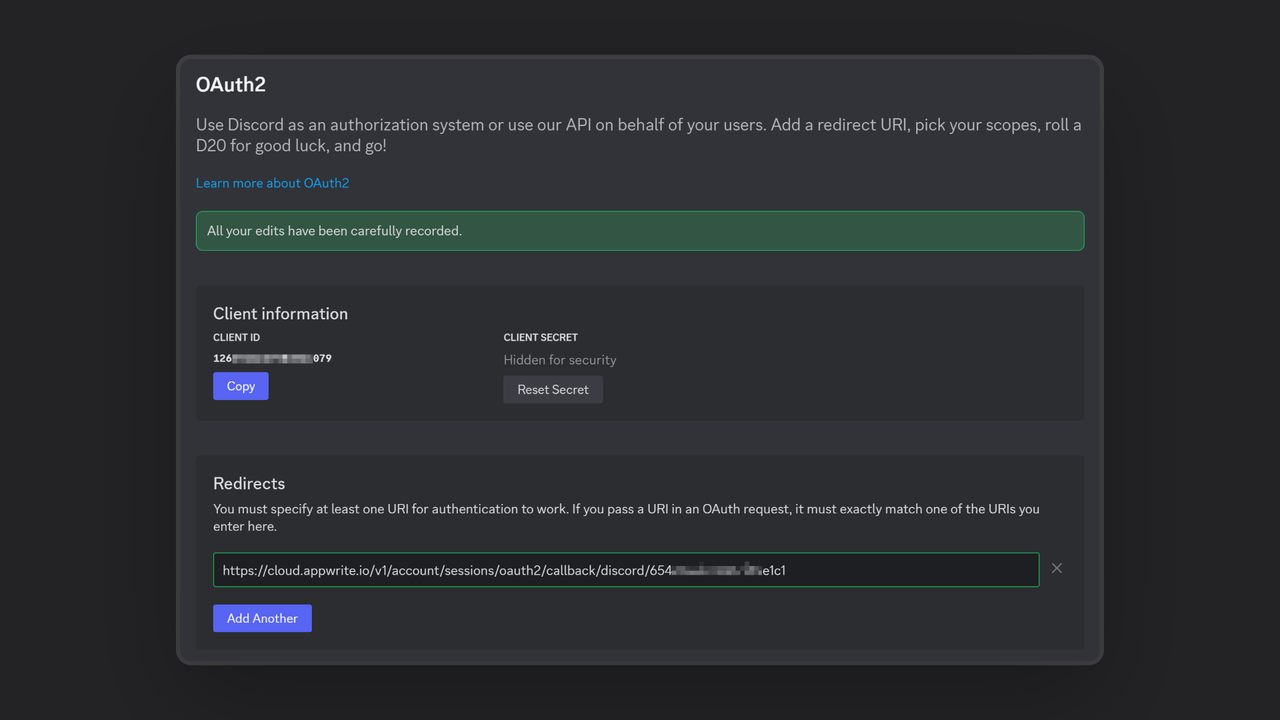 OAuth2
Use Discord as an authorization system or use our API on behalf of your users. Add a redirect URI, pick your scopes, roll a
D20 for good luck, and go!
Learn more about OAuth2
All your edits have been carefully recorded.
Client information
CLIENT ID
CLIENT SECRET
126 079
Hidden for security
Copy
Reset Secret
Redirects
You must specify at least one URI for authentication to work. If you pass a URI in an OAuth request, it must exactly match one of the URIs you
enter here.
https://cloud.appwrite.io/v1/account/sessions/oauth2/callback/discord/654 e1c1
Add Another